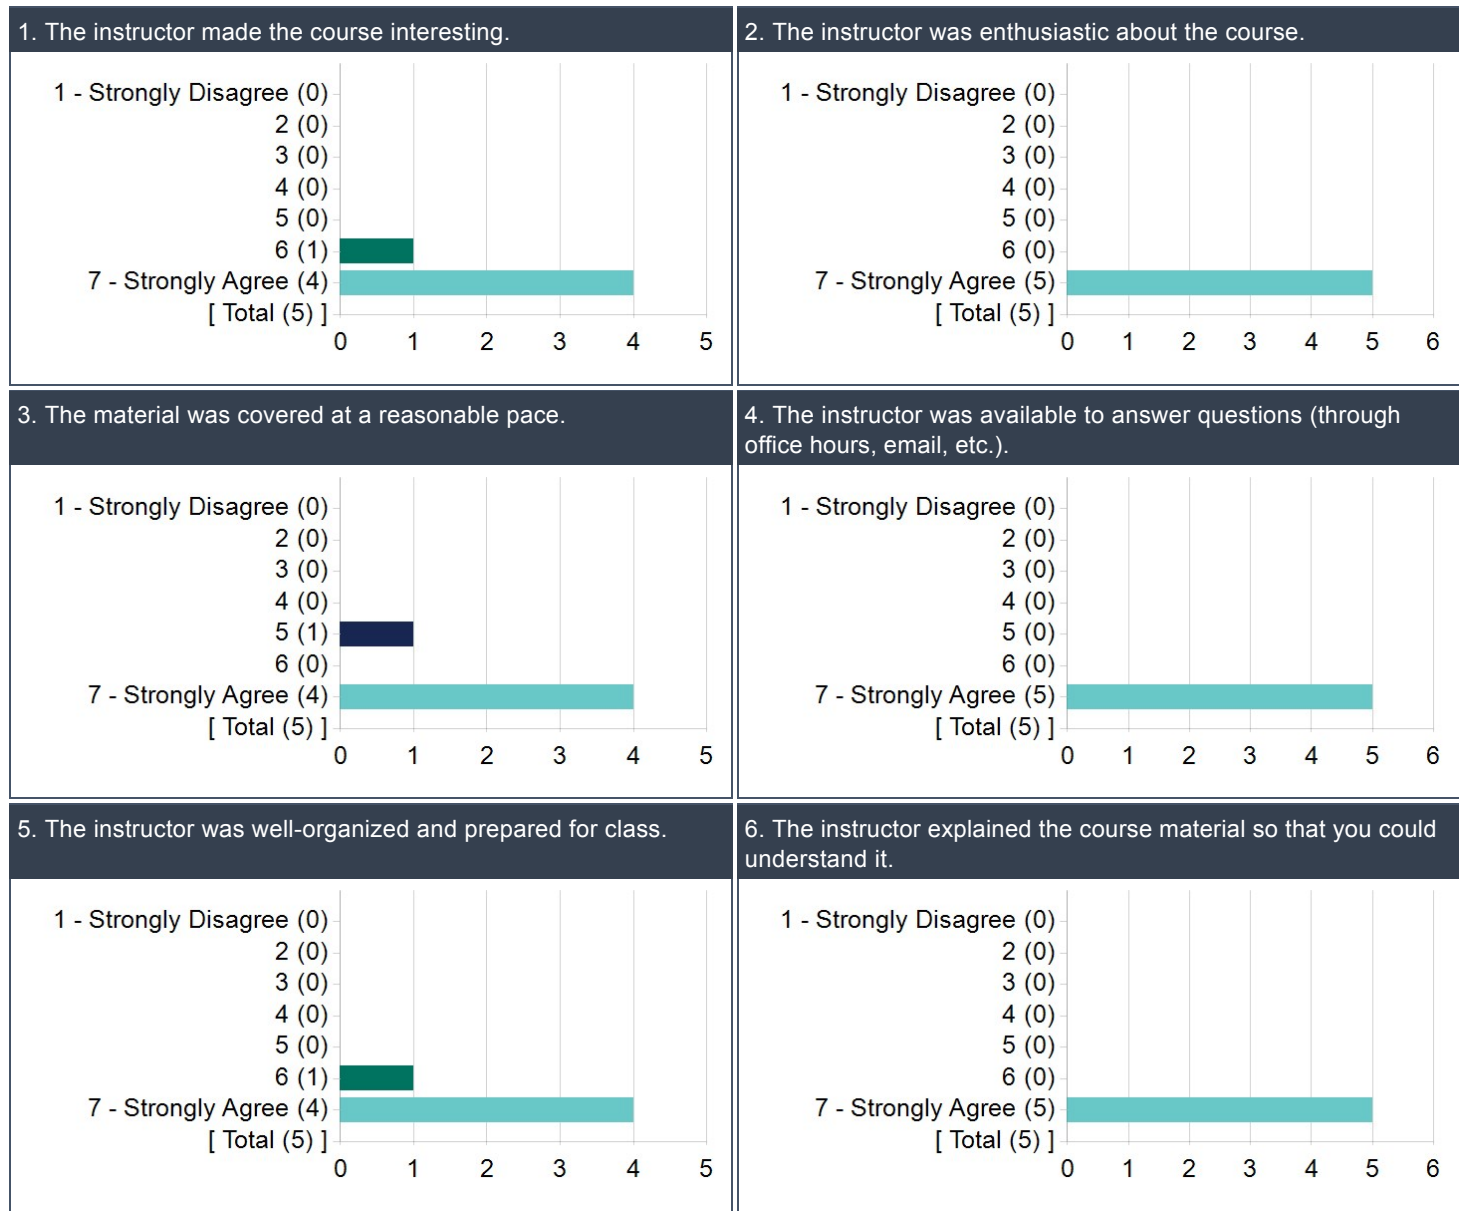 1. The instructor made the course interesting.
1 - Strongly Disagree (0)
2 (0)
3 (0)
4 (0)
5 (0)
6 (1)
7 - Strongly Agree (4)
[ Total (5) ]
0 1 2 3 4 5
2. The instructor was enthusiastic about the course.
1 - Strongly Disagree (0)
2 (0)
3 (0)
4 (0)
5 (0)
6 (0)
7 - Strongly Agree (5)
[ Total (5) ]
0 1 2 3 4 5 6
3. The material was covered at a reasonable pace.
1 - Strongly Disagree (0)
2 (0)
3 (0)
4 (0)
5 (1)
6 (0)
7 - Strongly Agree (4)
[ Total (5) ]
0 1 2 3 4 5
4. The instructor was available to answer questions (through
office hours, email, etc.).
1 - Strongly Disagree (0)
2 (0)
3 (0)
4 (0)
5 (0)
6 (0)
7 - Strongly Agree (5)
[ Total (5) ]
0 1 2 3 4 5 6
5. The instructor was well-organized and prepared for class.
1 - Strongly Disagree (0)
2 (0)
3 (0)
4 (0)
5 (0)
6 (1)
7 - Strongly Agree (4)
[ Total (5) ]
0 1 2 3 4 5
6. The instructor explained the course material so that you could
understand it.
1 - Strongly Disagree (0)
2 (0)
3 (0)
4 (0)
5 (0)
6 (0)
7 - Strongly Agree (5)
[ Total (5) ]
0 1 2 3 4 5 6